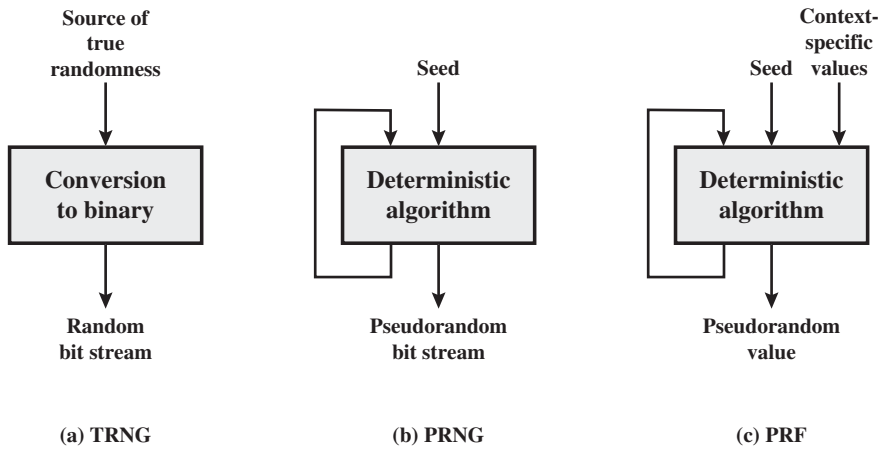 Source of
true
randomness
Conversion
to binary
Random
bit stream
(a) TRNG
Seed
Deterministic
algorithm
Pseudorandom
bit stream
(b) PRNG
Context-
specific
values
Seed
Deterministic
algorithm
Pseudorandom
value
(c) PRF